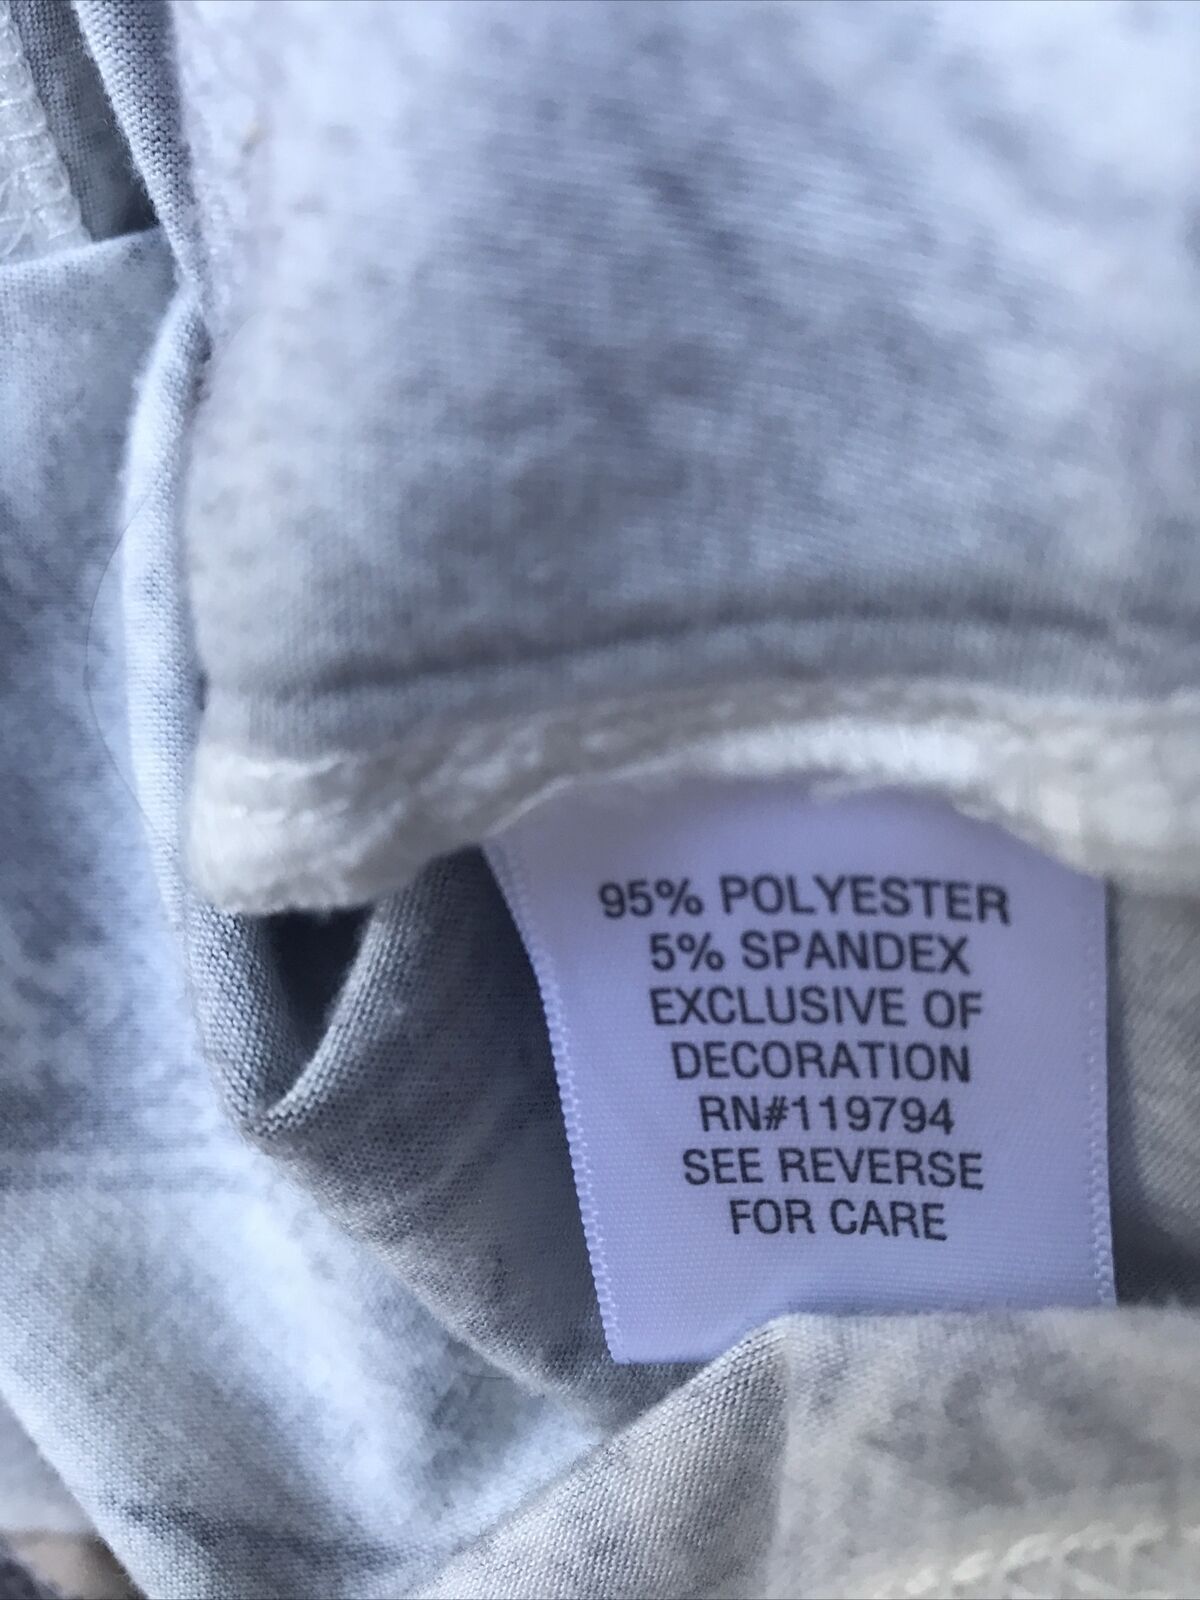 95% POLYESTER
5% SPANDEX
EXCLUSIVE OF
DECORATION
RN#119794
SEE REVERSE
FOR CARE